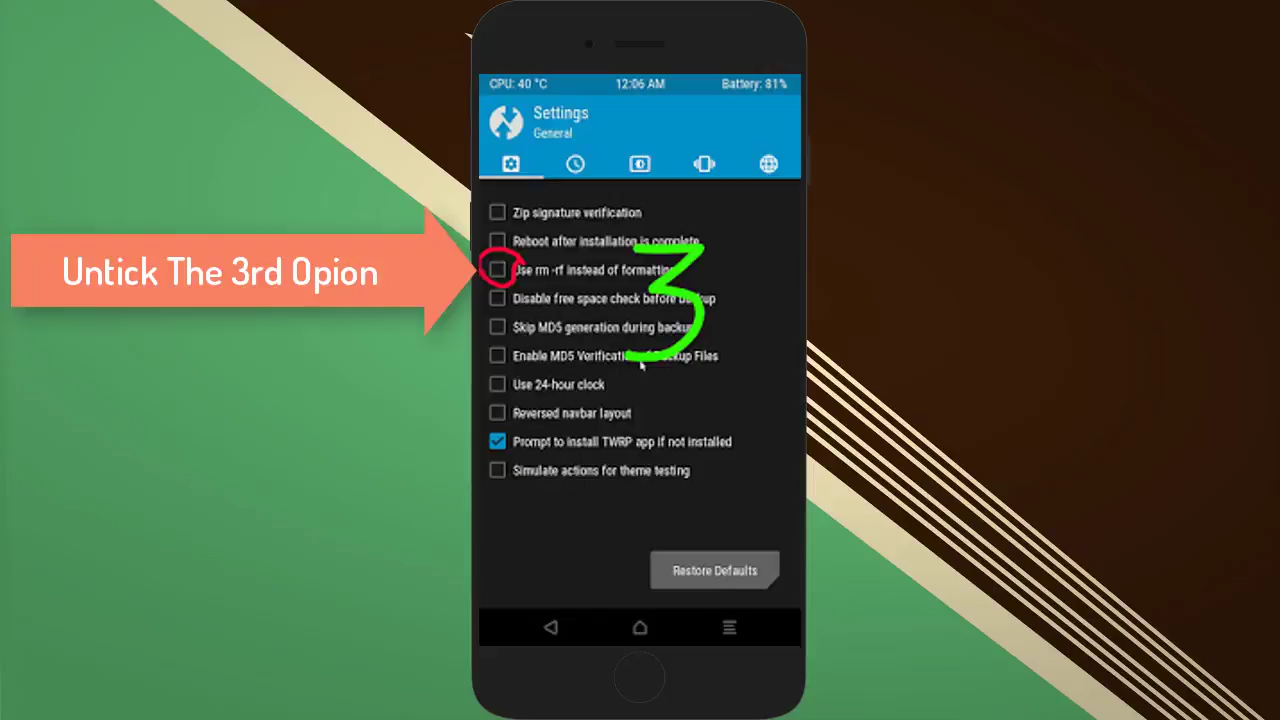 CPU: 40 °C 12:06 AM Battery: 81%
Settings
General
Zip signature verification
Reboot after installation is complete
Untick The 3rd Opion
Use rm -rf instead of formatting
3
Disable free space check before backup
Skip MD5 generation during backup
Enable MD5 Verification of Backup Files
Use 24-hour clock
Reversed navbar layout
Prompt to install TWRP app if not installed
Simulate actions for theme testing
Restore Defaults